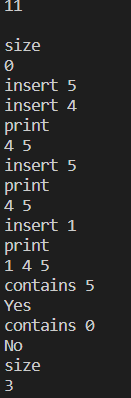 11
size
0
insert 5
insert 4
print
4 5
insert 5
print
4 5
insert 1
print
1 4 5
contains 5
Yes
contains 0
No
size
3